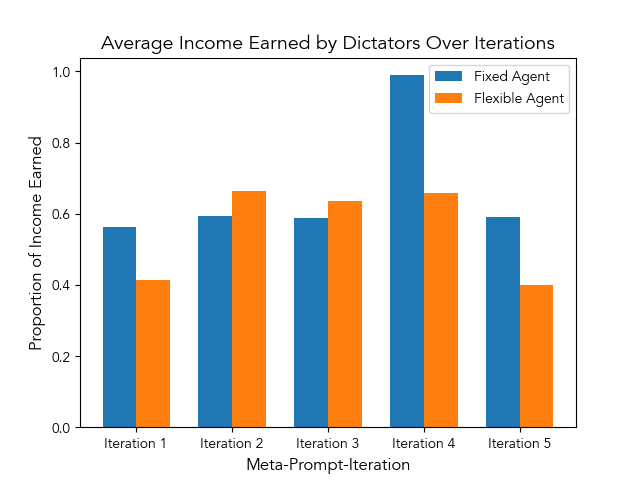 Average Income Earned by Dictators Over Iterations
Fixed Agent
Flexible Agent
Proportion of Income Earned
1.0
0.8
0.6
0.4
0.2
0.0
Iteration 1
Iteration 2
Iteration 3
Iteration 4
Iteration 5
Meta-Prompt-Iteration